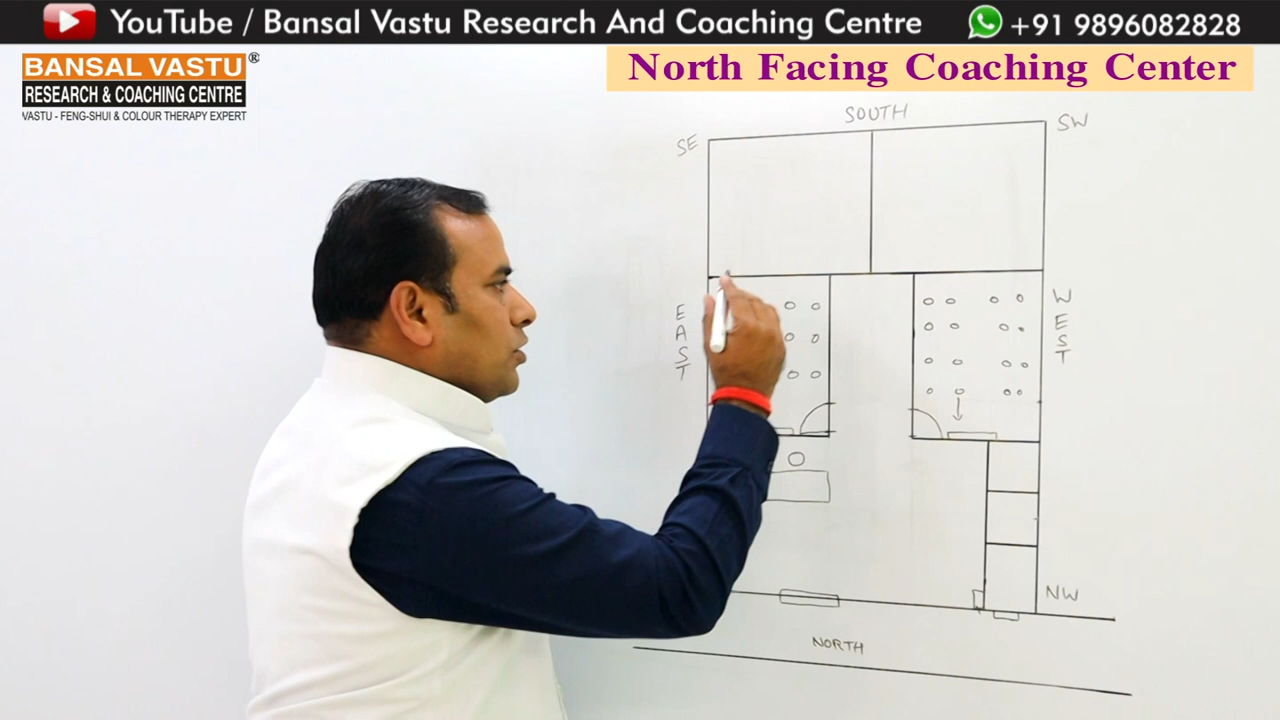 YouTube / Bansal Vastu Research And Coaching Centre
+91 9896082828
BANSAL VASTU®
RESEARCH & COACHING CENTRE
VASTU - FENG-SHUI & COLOUR THERAPY EXPERT
North Facing Coaching Center
SOUTH
SE
SW
EAST
WEST
NW
NORTH